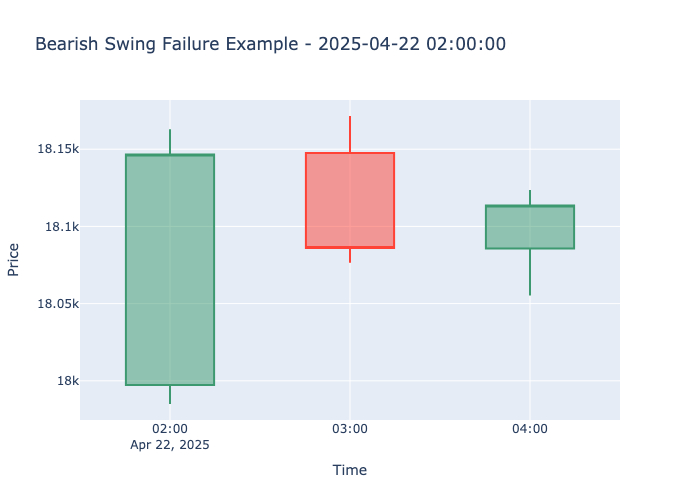 Bearish Swing Failure Example - 2025-04-22 02:00:00
Price
18.15k
18.1k
18.05k
18k
02:00
Apr 22, 2025
03:00
04:00
Time